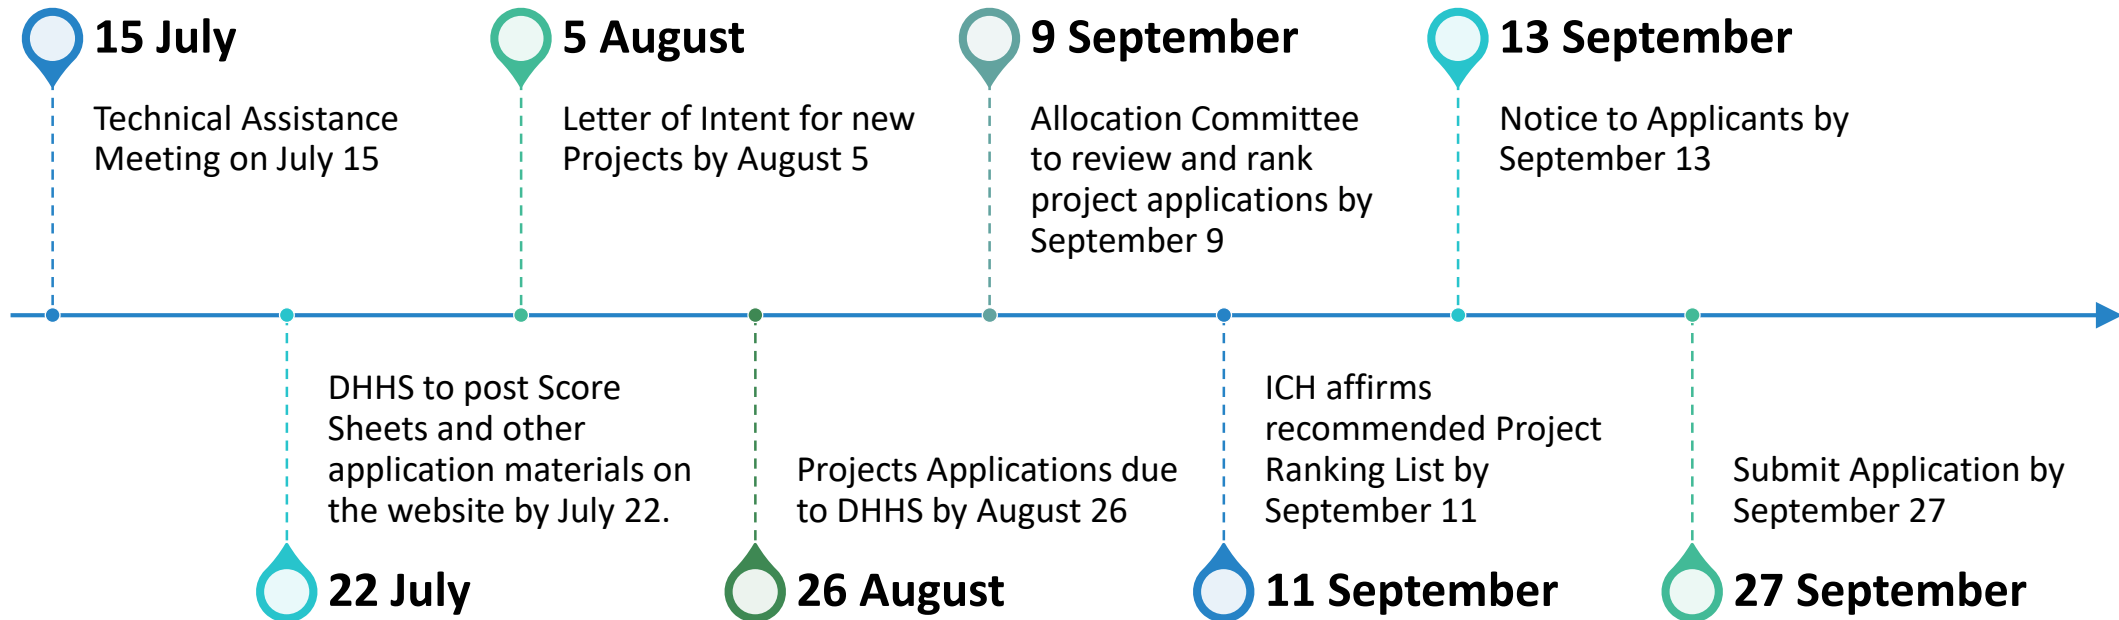 15 July
Technical Assistance
Meeting on July 15
5 August
Letter of Intent for new
Projects by August 5
9 September
Allocation Committee
to review and rank
project applications by
September 9
13 September
Notice to Applicants by
September 13
DHHS to post Score
Sheets and other
application materials on
the website by July 22.
22 July
Projects Applications due
to DHHS by August 26
26 August
ICH affirms
recommended Project
Ranking List by
September 11
11 September
Submit Application by
September 27
27 September